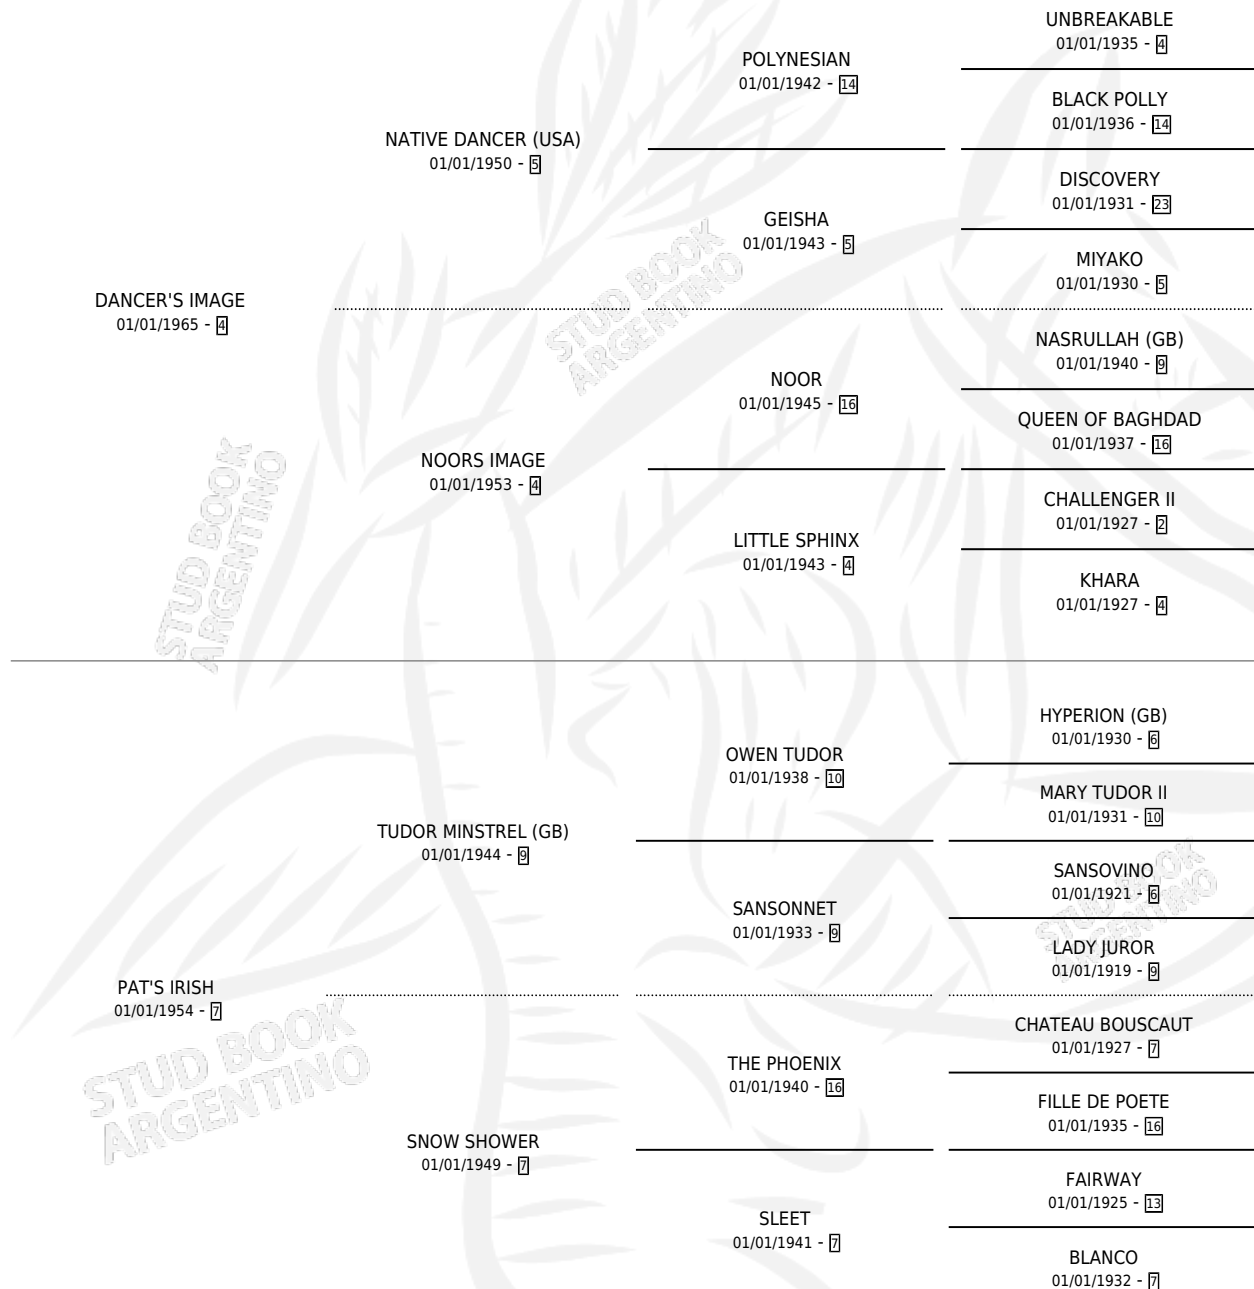 UNBREAKABLE
01/01/1935 - 4
POLYNESIAN
01/01/1942 - 14
BLACK POLLY
01/01/1936 - 14
NATIVE DANCER (USA)
01/01/1950 - 5
DISCOVERY
01/01/1931 - 23
GEISHA
01/01/1943 - 5
MIYAKO
01/01/1930 - 5
DANCER'S IMAGE
01/01/1965 - 4
NASRULLAH (GB)
01/01/1940 - 9
NOOR
01/01/1945 - 16
QUEEN OF BAGHDAD
01/01/1937 - 16
NOORS IMAGE
01/01/1953 - 4
CHALLENGER II
01/01/1927 - 2
LITTLE SPHINX
01/01/1943 - 4
KHARA
01/01/1927 - 4
HYPERION (GB)
01/01/1930 - 6
OWEN TUDOR
01/01/1938 - 10
MARY TUDOR II
01/01/1931 - 10
TUDOR MINSTREL (GB)
01/01/1944 - 9
SANSOVINO
01/01/1921 - 6
SANSONNET
01/01/1933 - 9
LADY JUROR
01/01/1919 - 9
PAT'S IRISH
01/01/1954 - 7
CHATEAU BOUSCAUT
01/01/1927 - 7
THE PHOENIX
01/01/1940 - 16
FILLE DE POETE
01/01/1935 - 16
SNOW SHOWER
01/01/1949 - 7
FAIRWAY
01/01/1925 - 13
SLEET
01/01/1941 - 7
BLANCO
01/01/1932 - 7
STUD BOOK
ARGENTINO
STUD BOOK
ARGENTINO
STUD BOOK
ARGENTINO
STUD BOOK
ARGENTINO